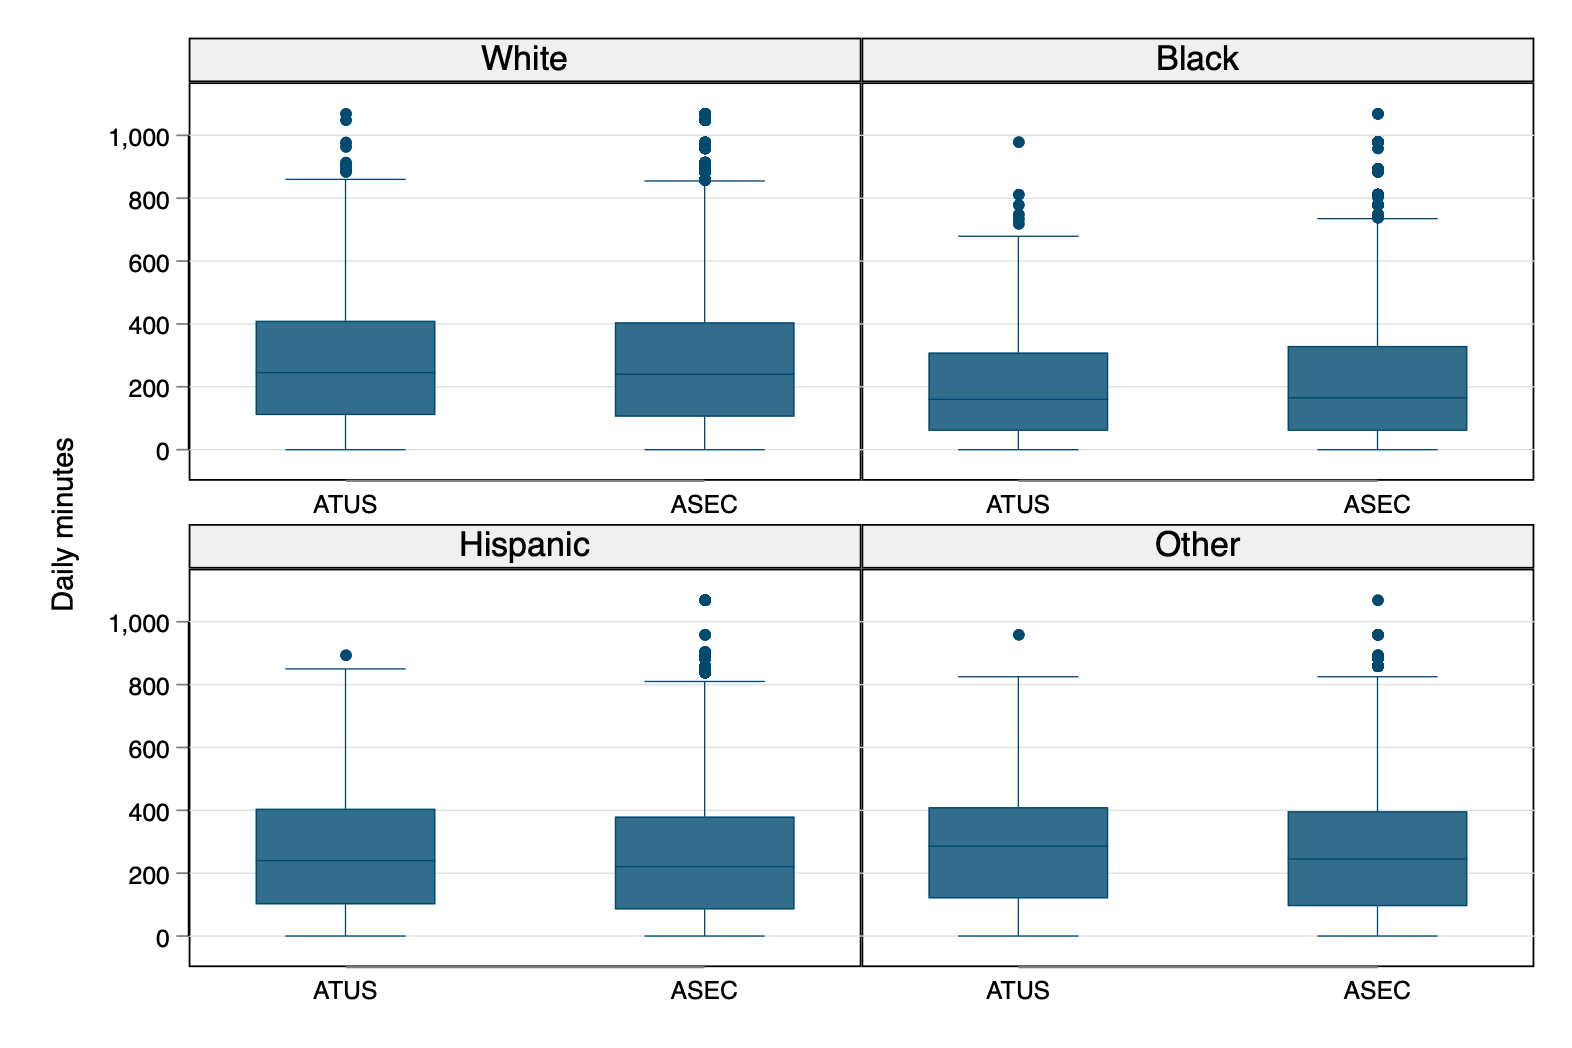 White
Black
1,000
800
600
400
200
0
ATUS
ASEC
ATUS
ASEC
Daily minutes
Hispanic
Other
1,000
800
600
400
200
0
ATUS
ASEC
ATUS
ASEC